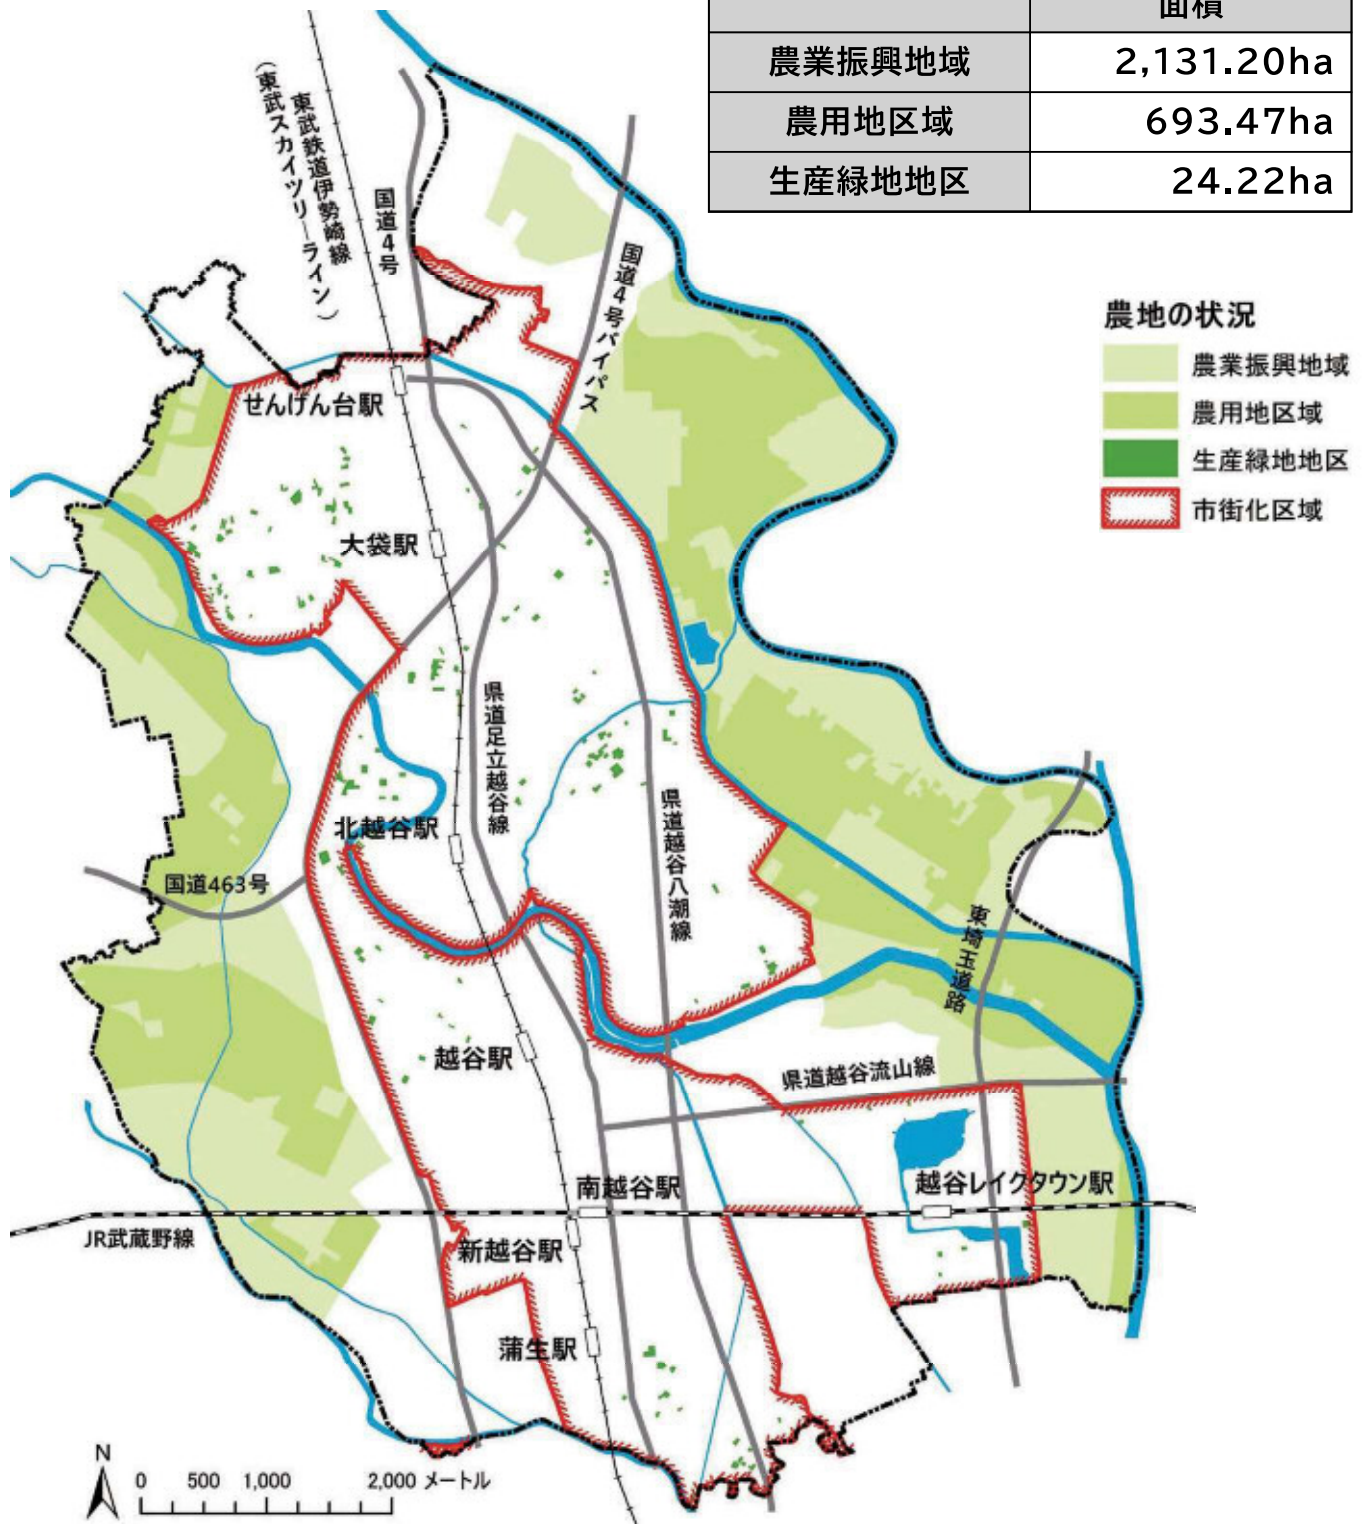 面積
農業振興地域 2,131.20ha
農用地区域 693.47ha
生産緑地地区 24.22ha
農地の状況
農業振興地域
農用地区域
生産緑地地区
市街化区域
東武鉄道伊勢崎線
（東武スカイツリーライン）
国道4号
国道4号バイパス
せんげん台駅
大袋駅
県道足立越谷線
北越谷駅
県道越谷八潮線
国道463号
東埼玉道路
越谷駅
県道越谷流山線
南越谷駅
越谷レイクタウン駅
JR武蔵野線
新越谷駅
蒲生駅
N
0 500 1,000 2,000 メートル